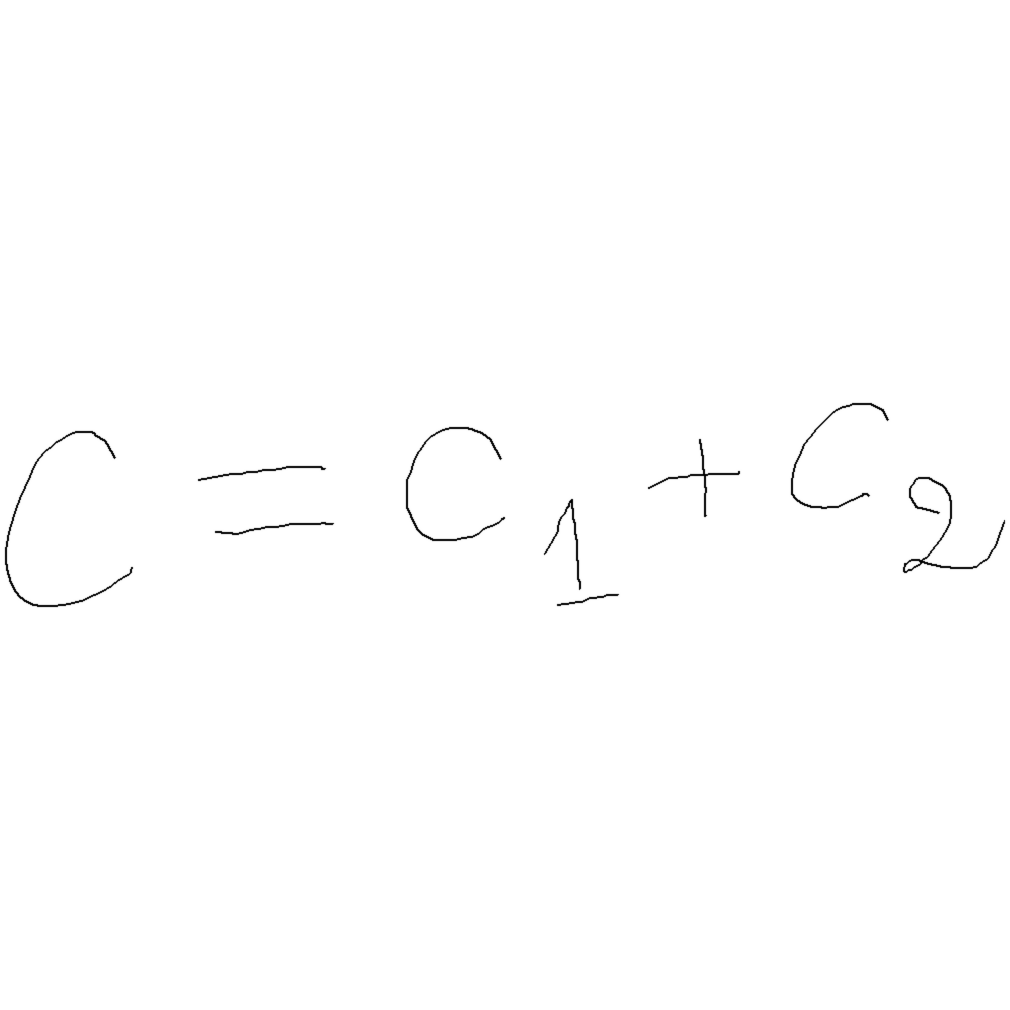 C = C₁ + C₂